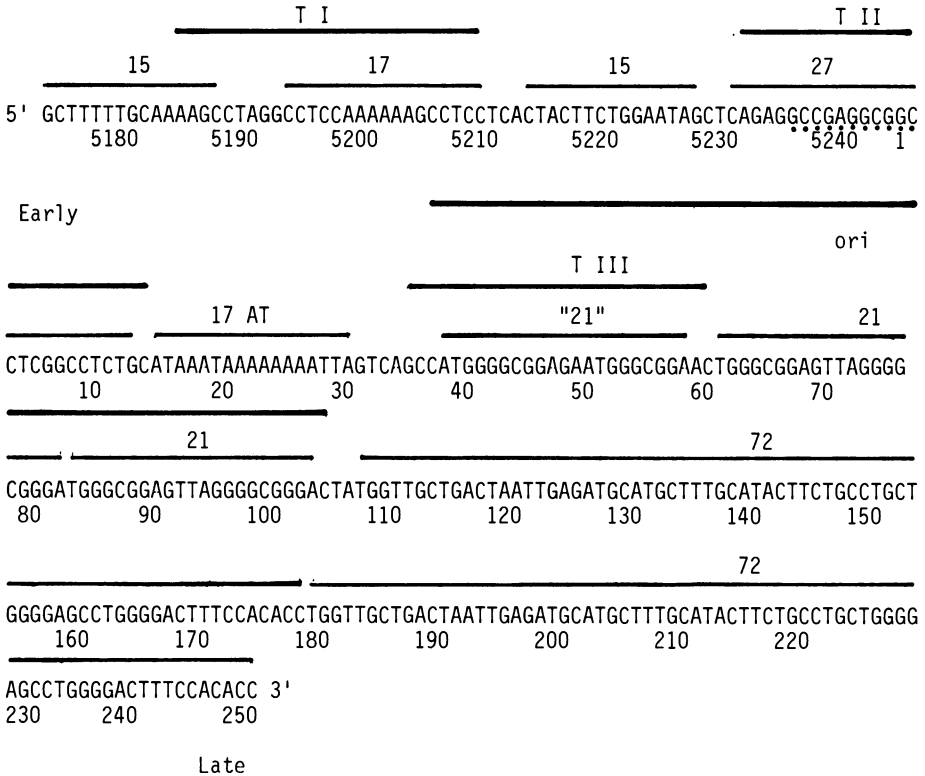 T I T II
15 17 15 27
5' GCTTTTTGCAAAAGCCTAGGCCTCCAAAAAAGCCTCCTCACTACTTCTGGAATAGCTCAGAGGCCGAGGCGGC
5180 5190 5200 5210 5220 5230 5240 1
Early
ori
T III
17 AT "21" 21
CTCGGCCTCTGCATAAATAAAAAAAATTAGTCAGCCATGGGGCGGAGAATGGGCGGAACTGGGCGGAGTTAGGGG
10 20 30 40 50 60 70
21 72
CGGGATGGGCGGAGTTAGGGGCGGGACTATGGTTGCTGACTAATTGAGATGCATGCTTTGCATACTTCTGCCTGCT
80 90 100 110 120 130 140 150
72
GGGGAGCCTGGGGACTTTCCACACCTGGTTGCTGACTAATTGAGATGCATGCTTTGCATACTTCTGCCTGCTGGGG
160 170 180 190 200 210 220
AGCCTGGGGACTTTCCACACC 3'
230 240 250
Late